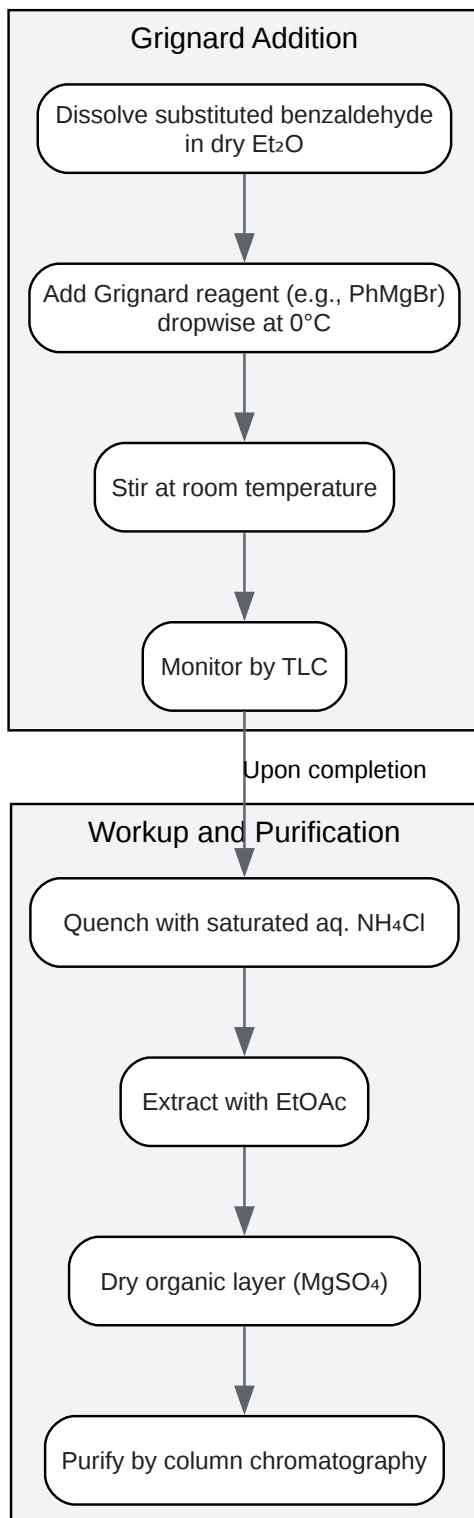 Grignard Addition
Dissolve substituted benzaldehyde
in dry Et₂O
Add Grignard reagent (e.g., PhMgBr)
dropwise at 0°C
Stir at room temperature
Monitor by TLC
Upon completion
Workup and Purification
Quench with saturated aq. NH₄Cl
Extract with EtOAc
Dry organic layer (MgSO₄)
Purify by column chromatography